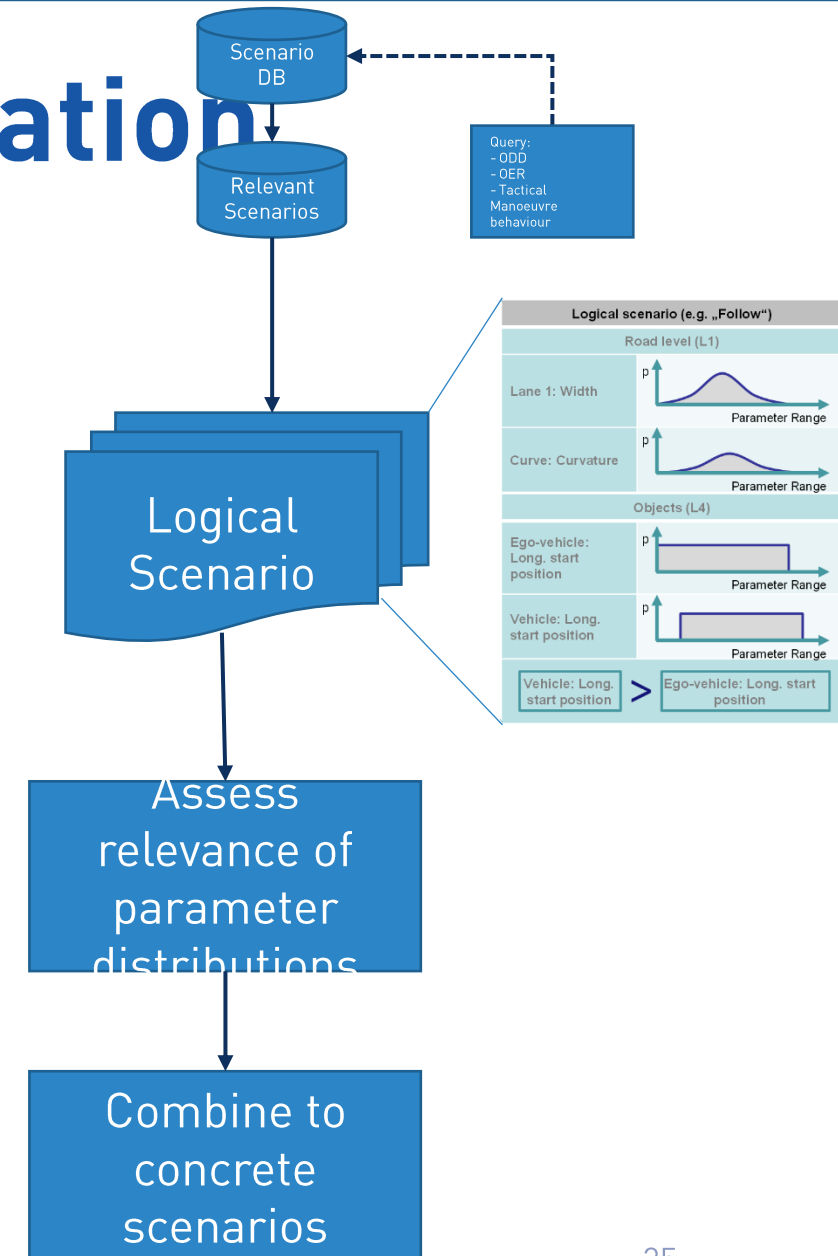 Scenario
DB
ation
Relevant
Scenarios
Query:
- ODD
- OER
- Tactical
Manoeuvre
behaviour
Logical scenario (e.g. „Follow“)
Road level (L1)
Lane 1: Width
p
Parameter Range
Curve: Curvature
p
Parameter Range
Objects (L4)
Ego-vehicle:
Long. start
position
p
Parameter Range
Vehicle: Long.
start position
p
Parameter Range
Vehicle: Long.
start position
>
Ego-vehicle: Long. start
position
Logical
Scenario
Assess
relevance of
parameter
distributions
Combine to
concrete
scenarios